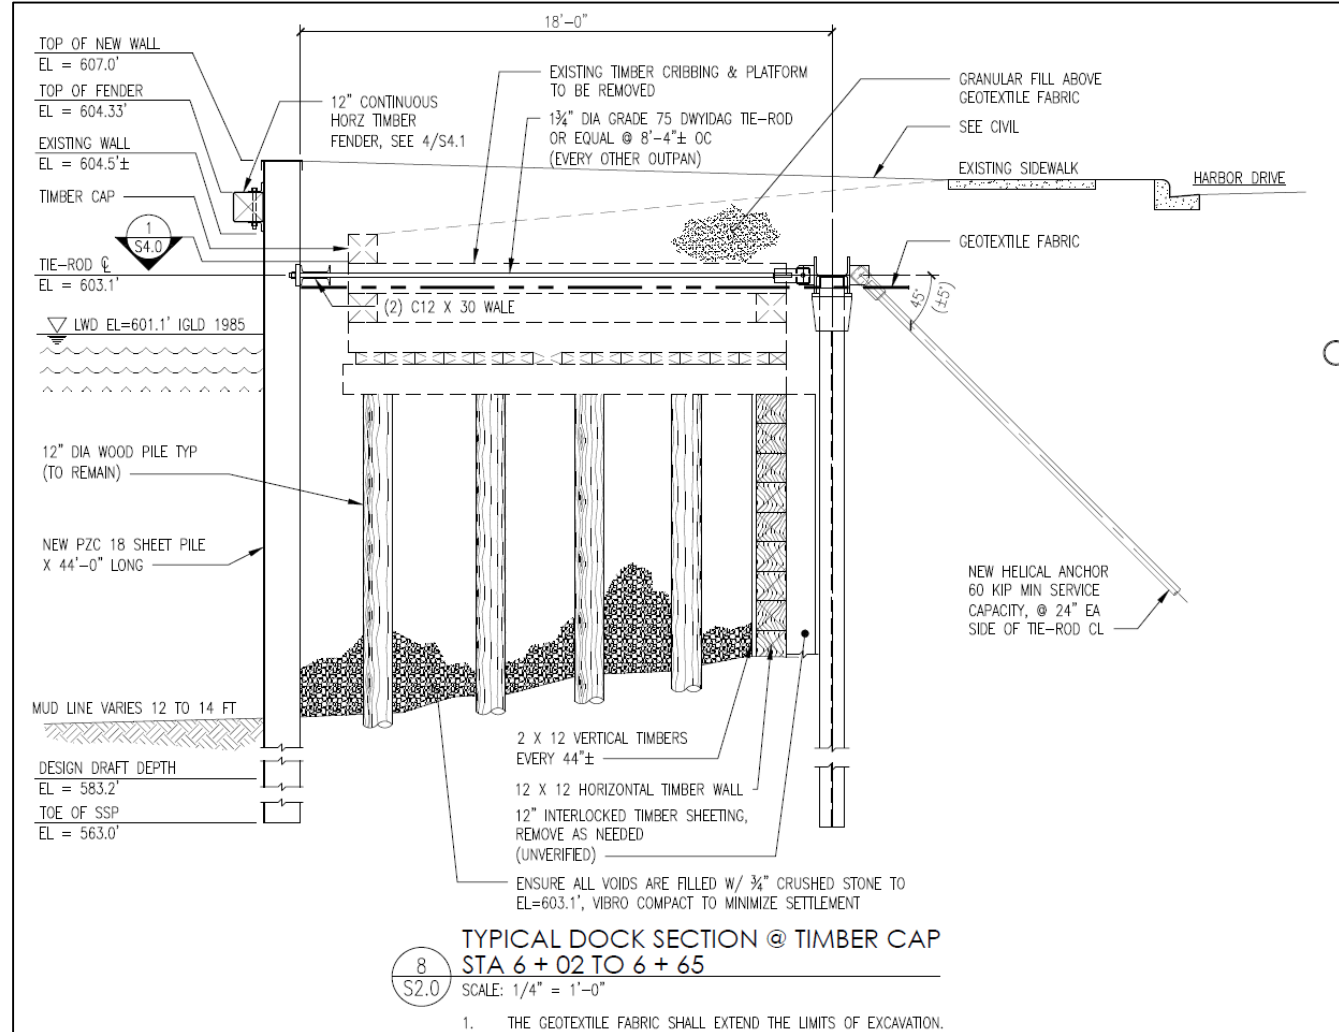 18'-0"
TOP OF NEW WALL
EL = 607.0'
TOP OF FENDER
EL = 604.33'
EXISTING WALL
EL = 604.5'±
TIMBER CAP
1
S4.0
TIE-ROD ℄
EL = 603.1'
LWD EL=601.1' IGLD 1985
12" CONTINUOUS
HORZ TIMBER
FENDER, SEE 4/S4.1
EXISTING TIMBER CRIBBING & PLATFORM
TO BE REMOVED
1¾" DIA GRADE 75 DWYIDAG TIE-ROD
OR EQUAL @ 8'-4"± OC
(EVERY OTHER OUTPAN)
GRANULAR FILL ABOVE
GEOTEXTILE FABRIC
SEE CIVIL
EXISTING SIDEWALK
HARBOR DRIVE
GEOTEXTILE FABRIC
45°
(±5°)
(2) C12 X 30 WALE
12" DIA WOOD PILE TYP
(TO REMAIN)
NEW PZC 18 SHEET PILE
X 44'-0" LONG
NEW HELICAL ANCHOR
60 KIP MIN SERVICE
CAPACITY, @ 24" EA
SIDE OF TIE-ROD CL
MUD LINE VARIES 12 TO 14 FT
DESIGN DRAFT DEPTH
EL = 583.2'
TOE OF SSP
EL = 563.0'
2 X 12 VERTICAL TIMBERS
EVERY 44"±
12 X 12 HORIZONTAL TIMBER WALL
12" INTERLOCKED TIMBER SHEETING,
REMOVE AS NEEDED
(UNVERIFIED)
ENSURE ALL VOIDS ARE FILLED W/ ¾" CRUSHED STONE TO
EL=603.1', VIBRO COMPACT TO MINIMIZE SETTLEMENT
8
S2.0
TYPICAL DOCK SECTION @ TIMBER CAP
STA 6 + 02 TO 6 + 65
SCALE: 1/4" = 1'-0"
1. THE GEOTEXTILE FABRIC SHALL EXTEND THE LIMITS OF EXCAVATION.